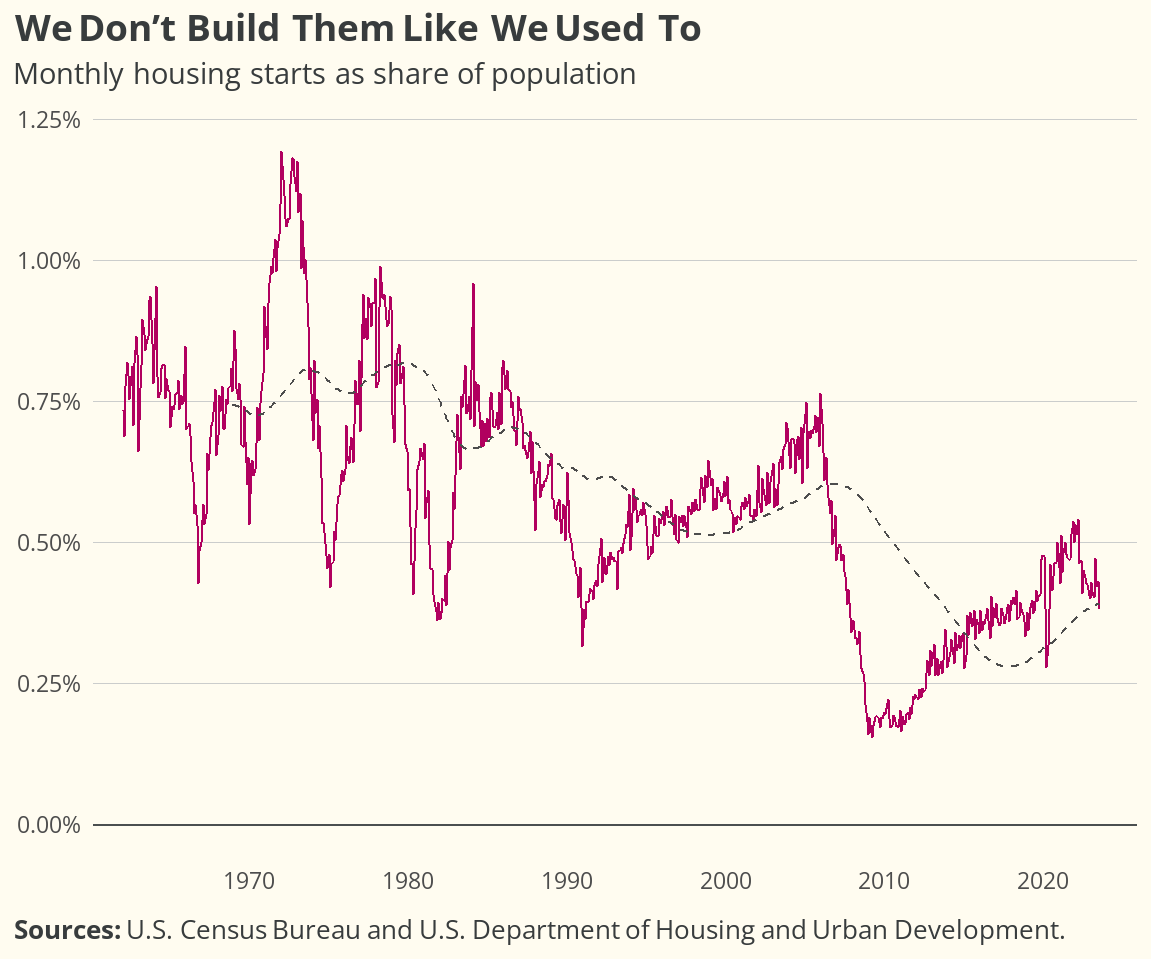 We Don’t Build Them Like We Used To
Monthly housing starts as share of population
1.25%
1.00%
0.75%
0.50%
0.25%
0.00%
1970 1980 1990 2000 2010 2020
Sources: U.S. Census Bureau and U.S. Department of Housing and Urban Development.